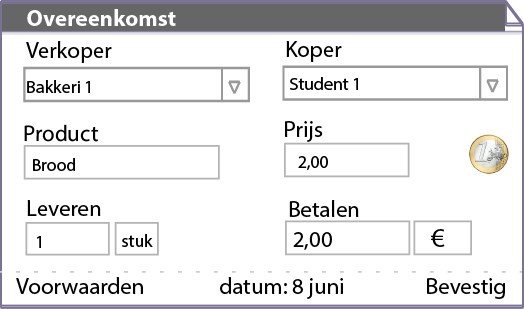 Overeenkomst
Verkoper Koper
Bakkeri 1 Student 1
Product Prijs
Brood 2,00
Leveren Betalen
1 stuk 2,00 €
Voorwaarden datum: 8 juni Bevestig